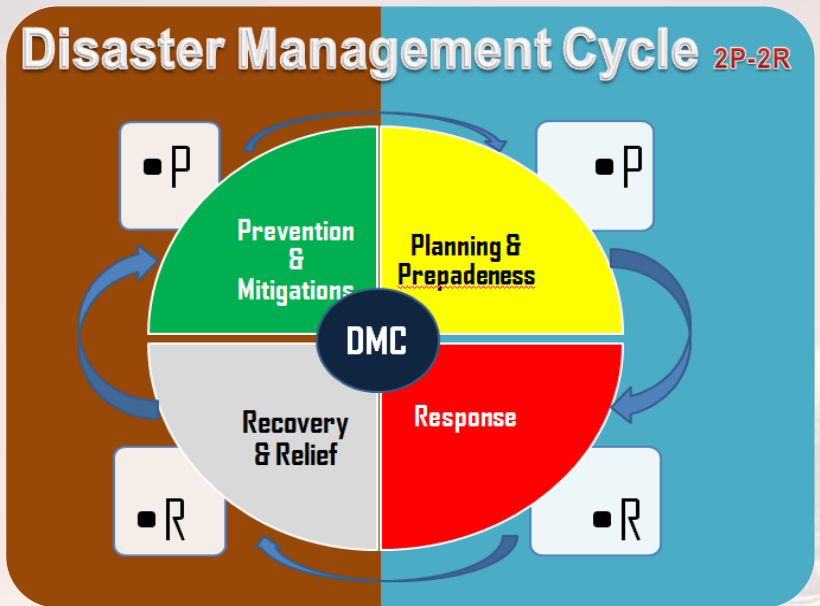 Disaster Management Cycle 2P-2R
▪ P
▪ P
Prevention
&
Mitigations
Planning &
Prepadeness
DMC
Recovery
& Relief
Response
▪ R
▪ R